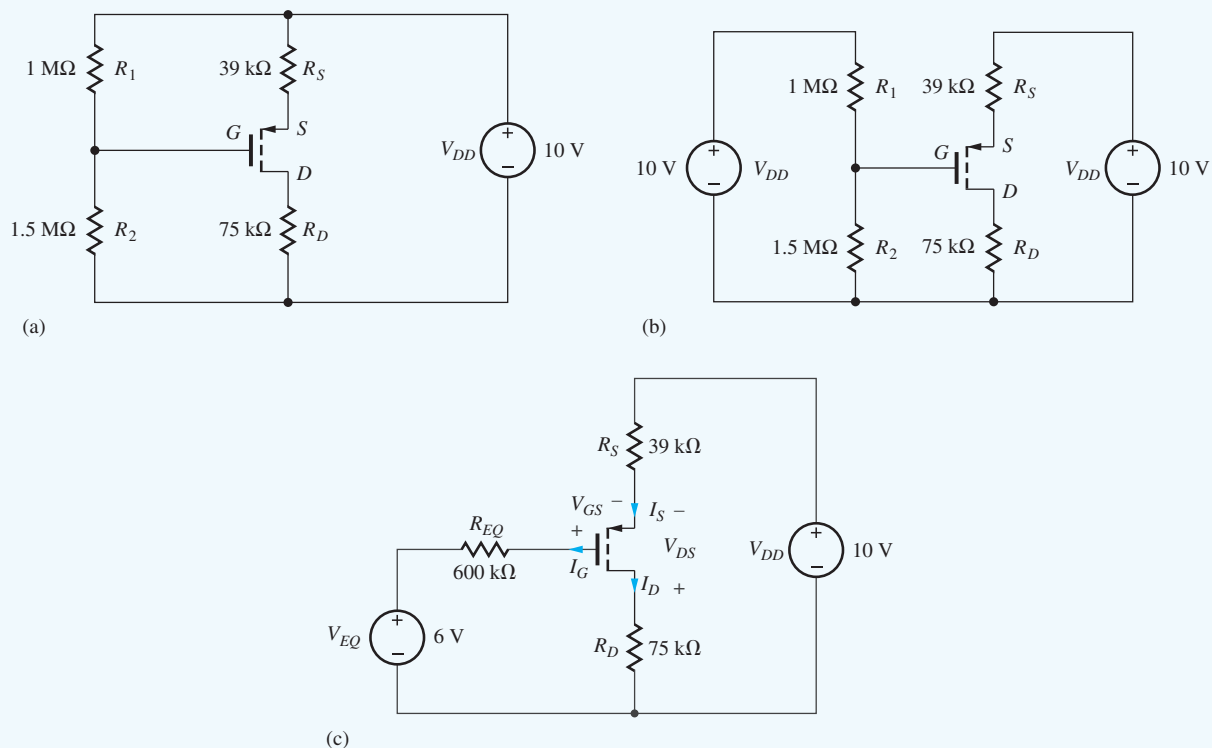 1 MΩ R1 39 kΩ RS
G S
VDD 10 V
D
1.5 MΩ R2 75 kΩ RD
(a)
1 MΩ R1 39 kΩ RS
10 V VDD G S VDD 10 V
D
1.5 MΩ R2 75 kΩ RD
(b)
RS 39 kΩ
VGS − IS −
REQ + VDS VDD + 10 V
600 kΩ IG ID + −
VEQ + 6 V RD 75 kΩ
−
(c)